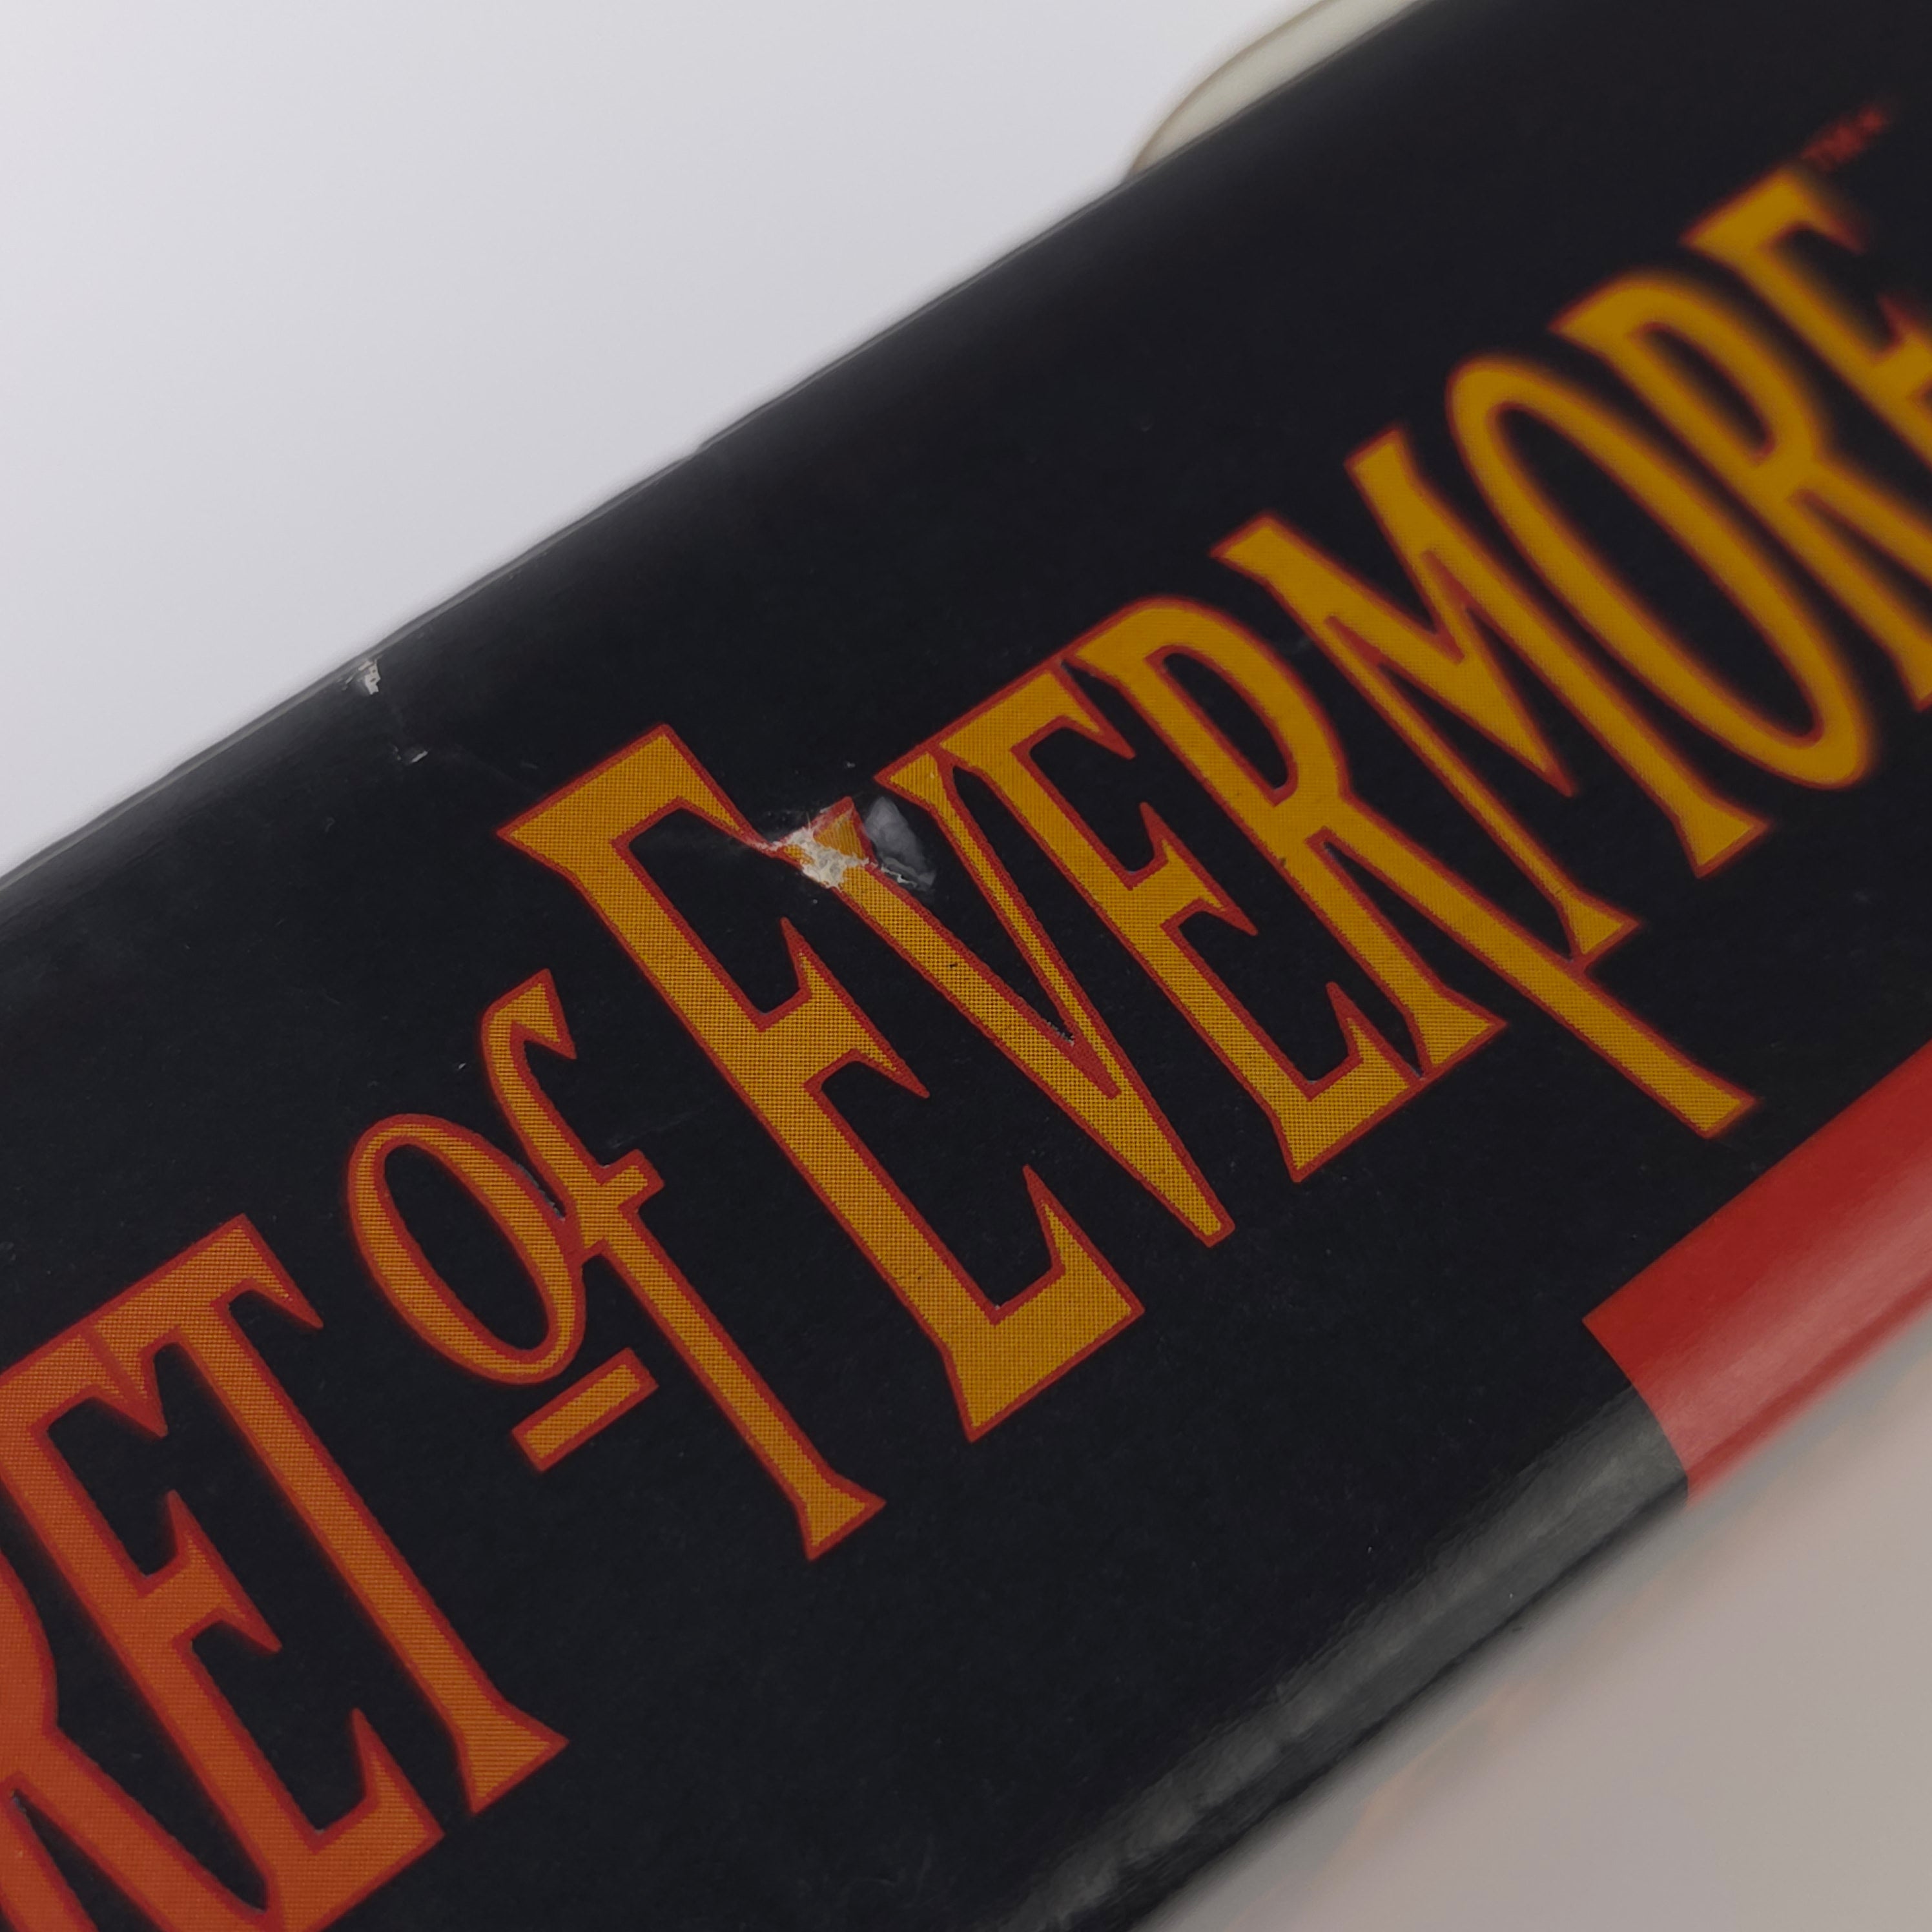 RET of EVERMORE™*